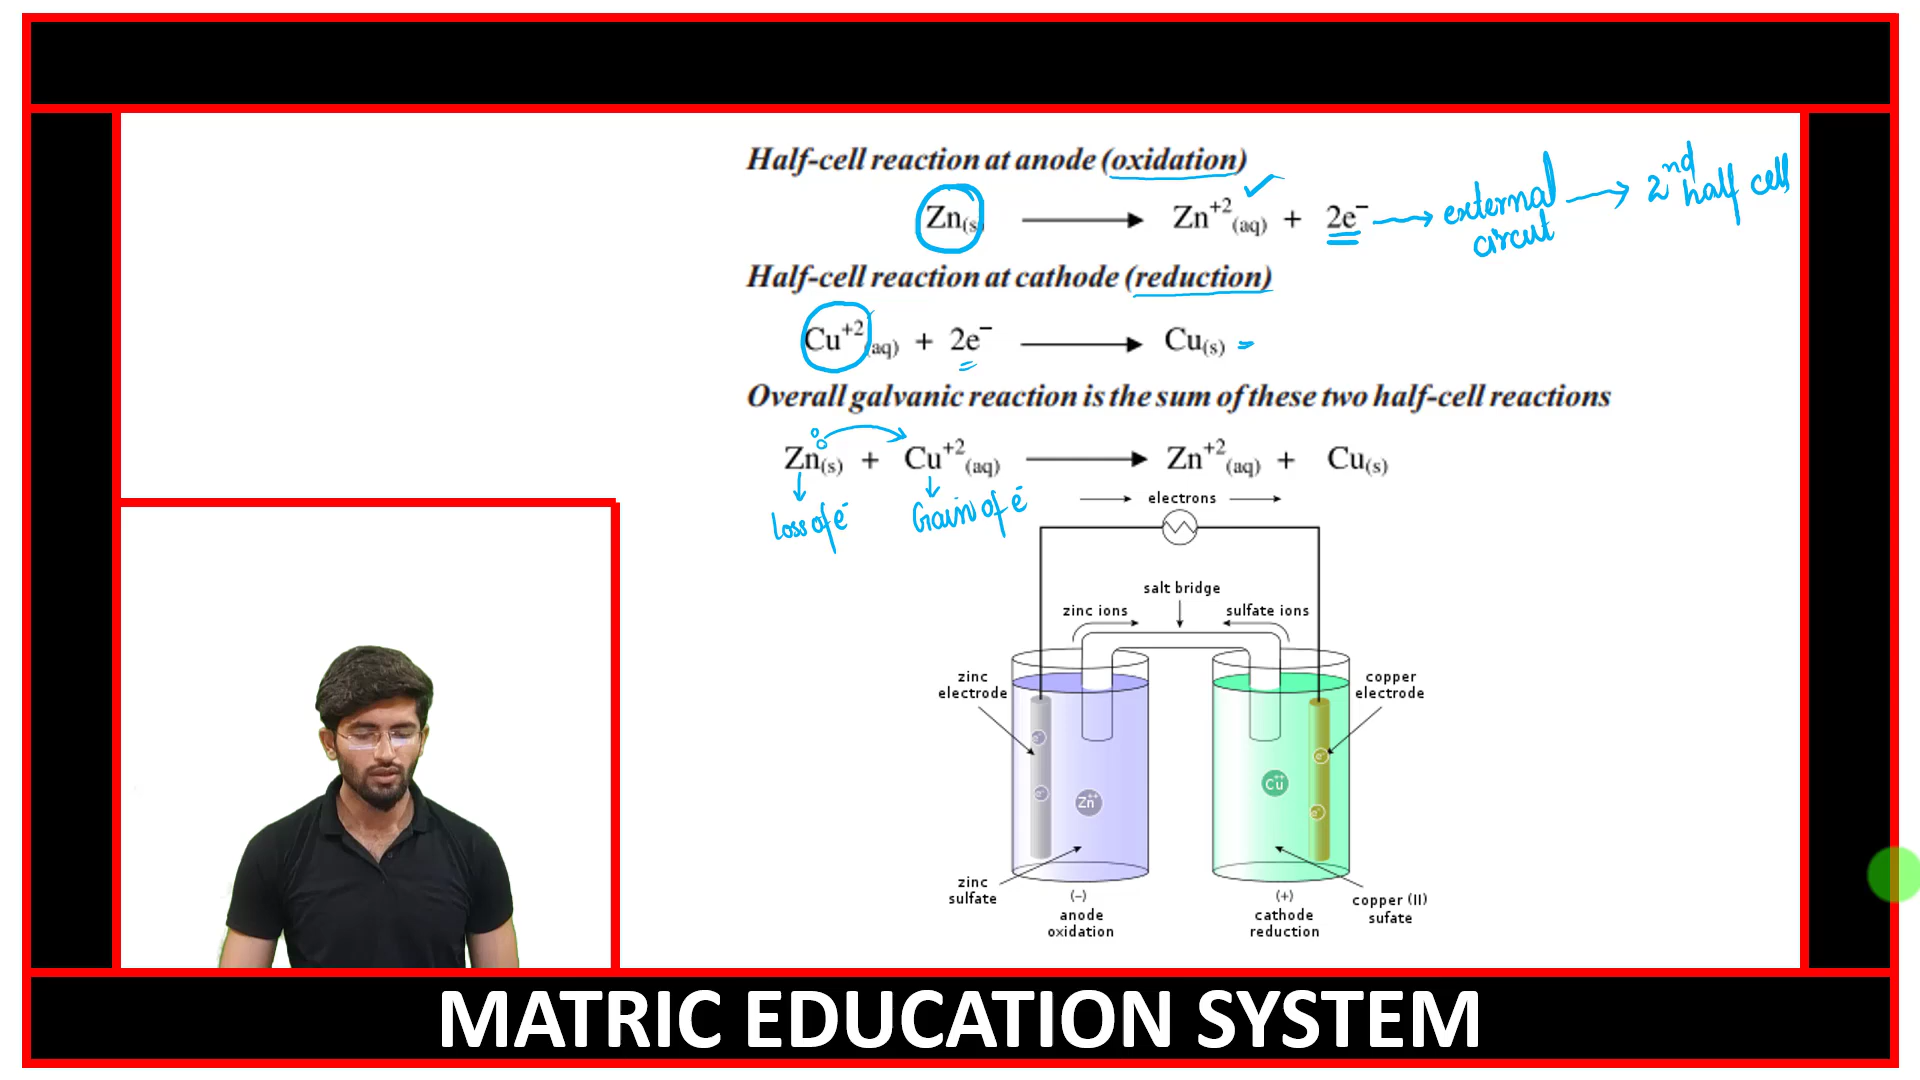 Half-cell reaction at anode (oxidation)
Zn(s) ⟶ Zn⁺²(aq) + 2e⁻ → external circut → 2nd half cell
Half-cell reaction at cathode (reduction)
Cu⁺²(aq) + 2e⁻ ⟶ Cu(s)
Overall galvanic reaction is the sum of these two half-cell reactions
Zn(s) + Cu⁺²(aq) ⟶ Zn⁺²(aq) + Cu(s)
Loss of e⁻
Gain of e⁻
electrons
salt bridge
zinc ions
sulfate ions
zinc
electrode
copper
electrode
e⁻
e⁻
Zn⁺⁺
Cu⁺⁺
e⁻
e⁻
zinc
sulfate
(−)
anode
oxidation
(+)
cathode
reduction
copper (II)
sufate
MATRIC EDUCATION SYSTEM